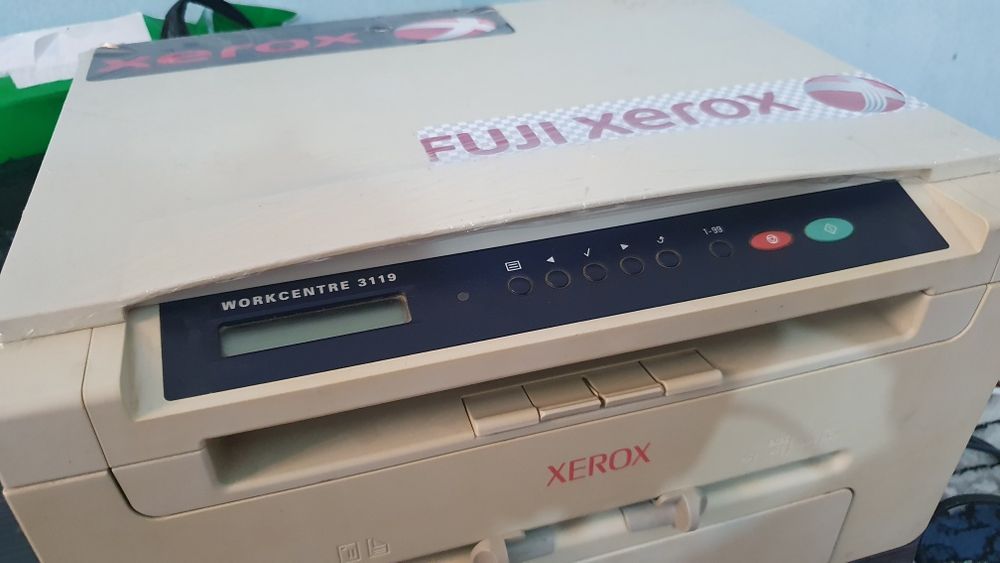 xerox
FUJI xerox
WORKCENTRE 3119
1-99
XEROX